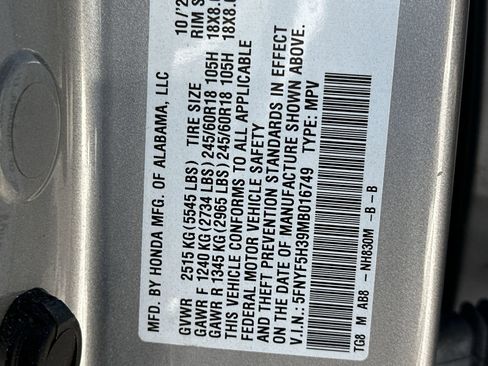 MFD. BY HONDA MFG. OF ALABAMA, LLC 10/'2
GVWR 2515 KG (5545 LBS) TIRE SIZE RIM S
GAWR F 1240 KG (2734 LBS) 245/60R18 105H 18X8.
GAWR R 1345 KG (2965 LBS) 245/60R18 105H 18X8.
THIS VEHICLE CONFORMS TO ALL APPLICABLE
FEDERAL MOTOR VEHICLE SAFETY
AND THEFT PREVENTION STANDARDS IN EFFECT
ON THE DATE OF MANUFACTURE SHOWN ABOVE.
V.I.N.: 5FNYF5H39MB016749 TYPE: MPV
TG8 M AB8 - NH830M -B - B